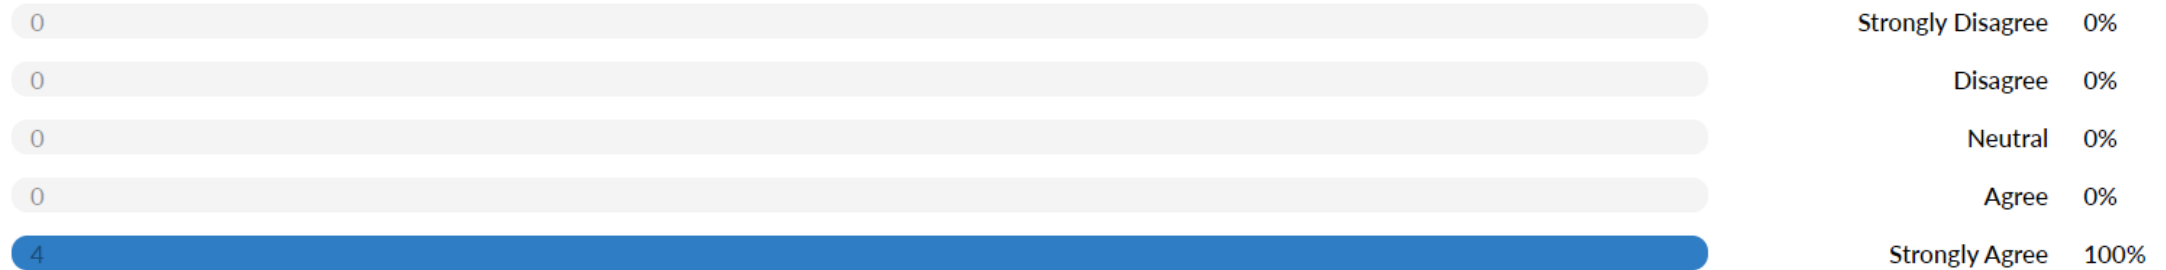 0 Strongly Disagree 0%
0 Disagree 0%
0 Neutral 0%
0 Agree 0%
4 Strongly Agree 100%